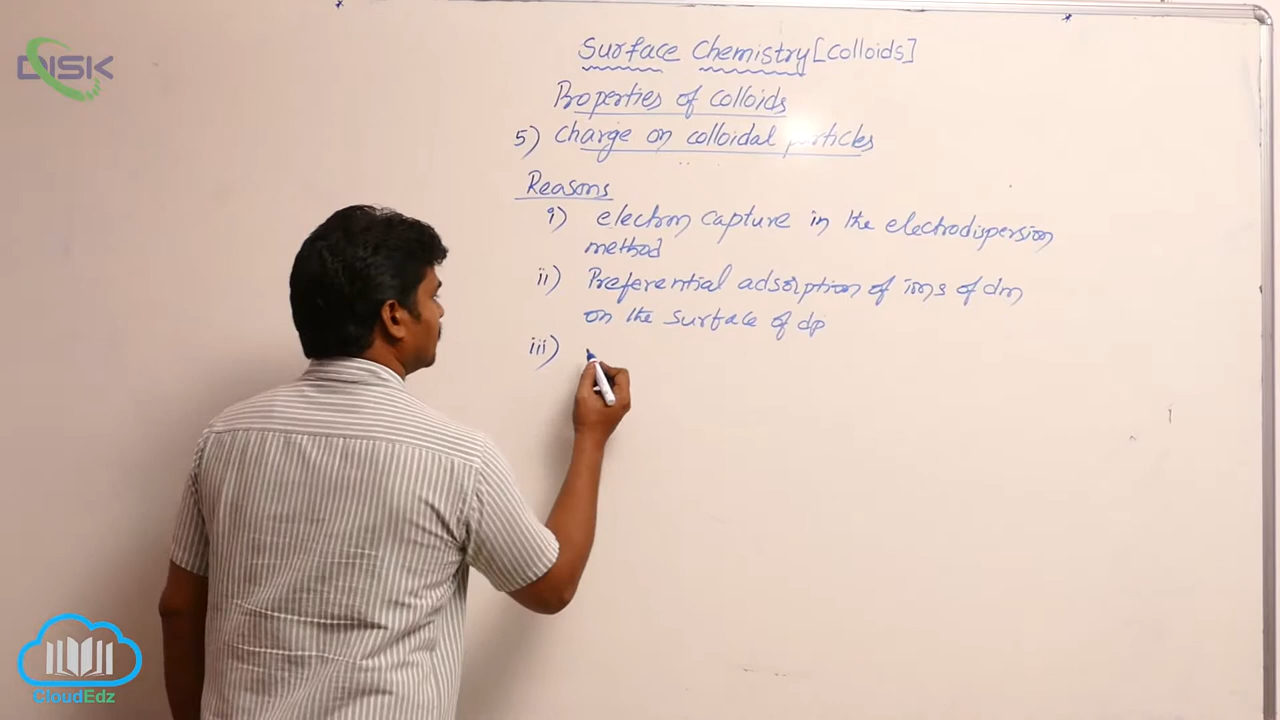 DISK
Surface Chemistry [Colloids]
Properties of colloids
5) Charge on colloidal particles
Reasons
i) electron capture in the electrodispersion
method
ii) Preferential adsorption of ions of dm
on the surface of dp
iii)
CloudEdz